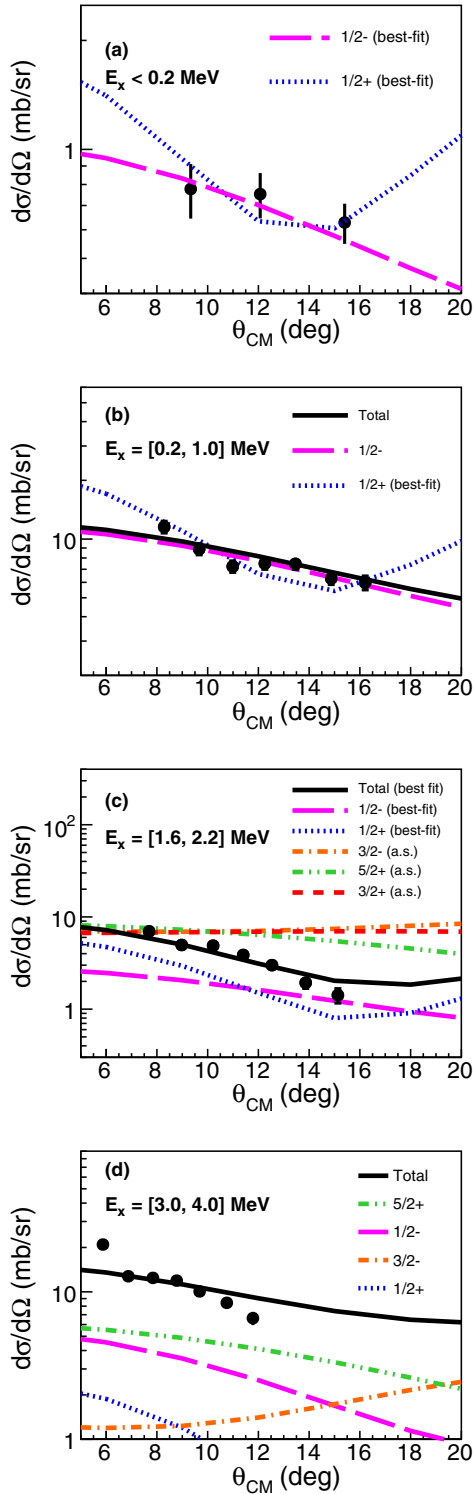 (a)
E_x < 0.2 MeV
1/2- (best-fit)
1/2+ (best-fit)
dσ/dΩ (mb/sr)
1
6 8 10 12 14 16 18 20
θ_CM (deg)
(b)
E_x = [0.2, 1.0] MeV
Total
1/2-
1/2+ (best-fit)
dσ/dΩ (mb/sr)
10
6 8 10 12 14 16 18 20
θ_CM (deg)
(c)
E_x = [1.6, 2.2] MeV
Total (best fit)
1/2- (best-fit)
1/2+ (best-fit)
3/2- (a.s.)
5/2+ (a.s.)
3/2+ (a.s.)
dσ/dΩ (mb/sr)
10²
10
1
6 8 10 12 14 16 18 20
θ_CM (deg)
(d)
E_x = [3.0, 4.0] MeV
Total
5/2+
1/2-
3/2-
1/2+
dσ/dΩ (mb/sr)
10
1
6 8 10 12 14 16 18 20
θ_CM (deg)